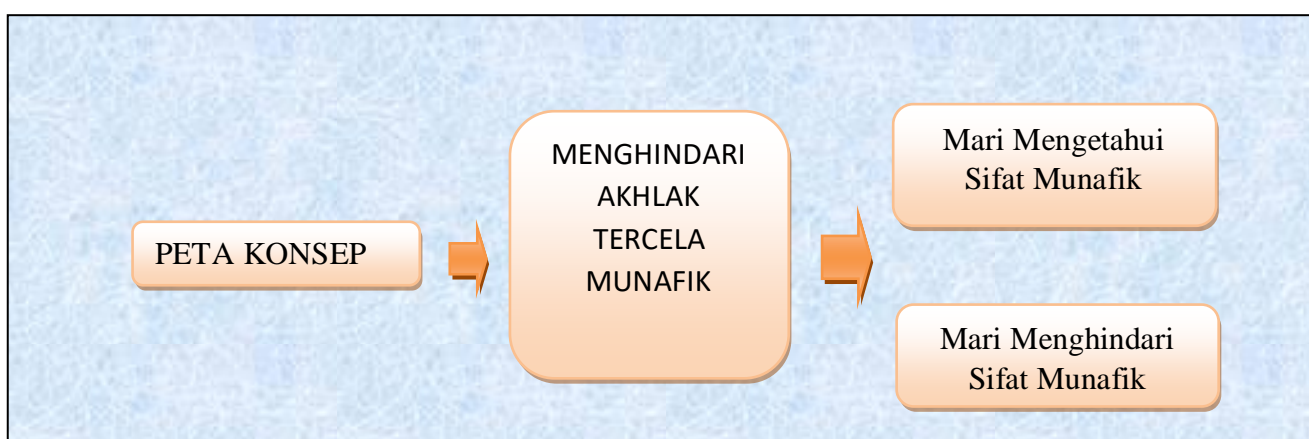 PETA KONSEP
MENGHINDARI
AKHLAK
TERCELA
MUNAFIK
Mari Mengetahui
Sifat Munafik
Mari Menghindari
Sifat Munafik